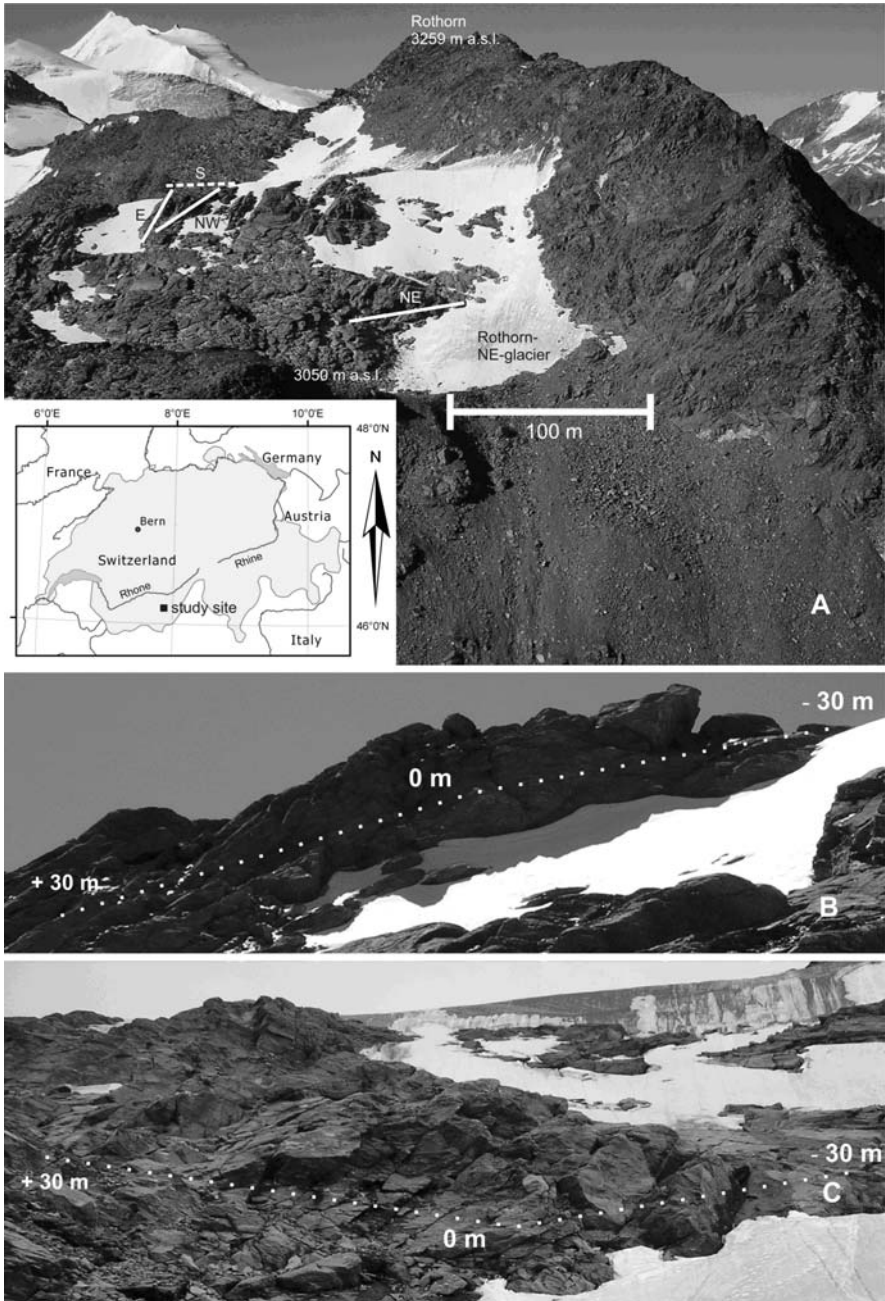 Rothorn
3259 m a.s.l.
S
E
NW
NE
Rothorn-
NE-glacier
3050 m a.s.l.
100 m
A
6°0'E
8°0'E
10°0'E
48°0'N
France
Germany
N
Bern
Austria
Switzerland
Rhine
Rhone
study site
Italy
46°0'N
- 30 m
0 m
+ 30 m
B
- 30 m
+ 30 m
C
0 m